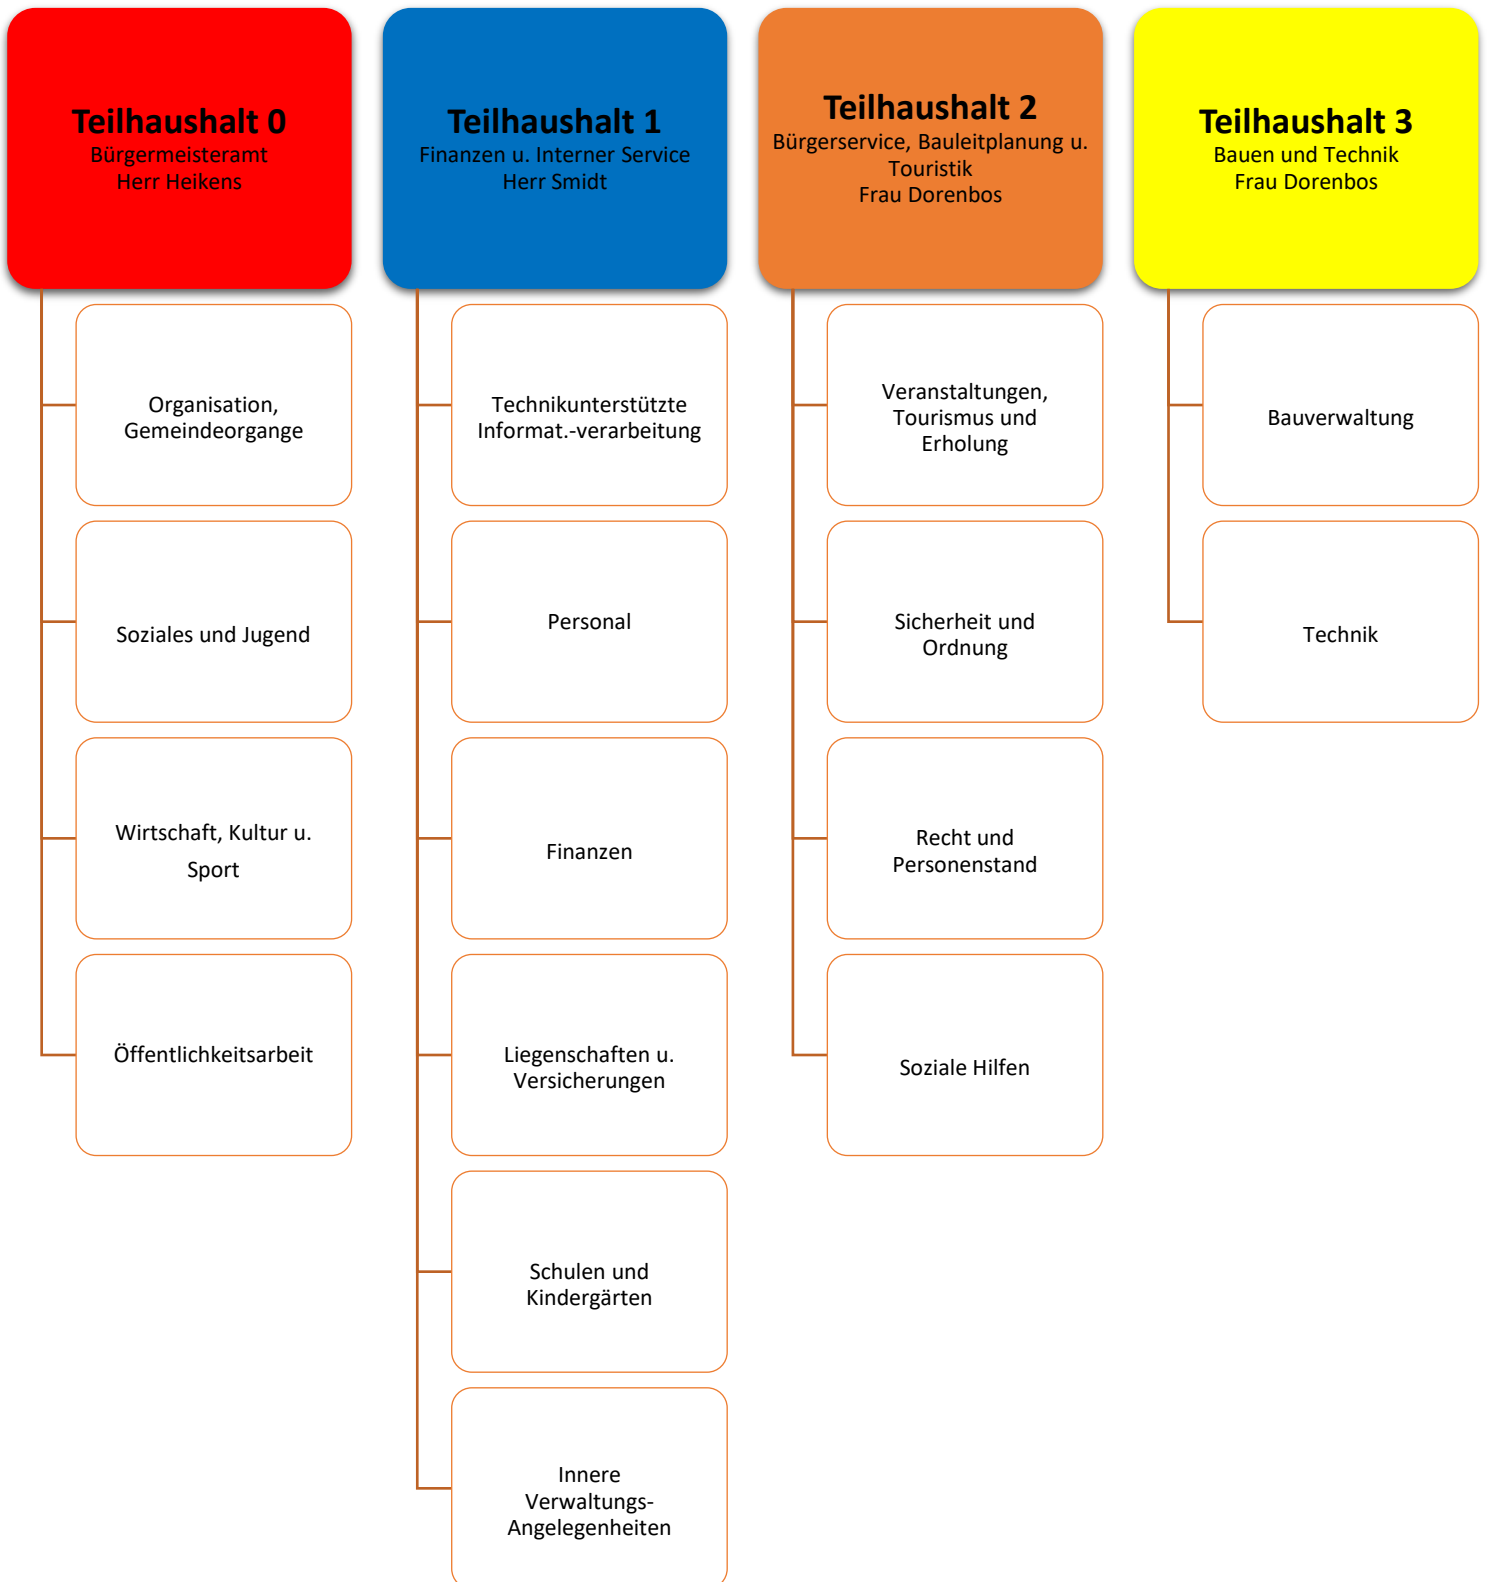 Teilhaushalt 0
Bürgermeisteramt
Herr Heikens
Organisation,
Gemeindeorgange
Soziales und Jugend
Wirtschaft, Kultur u.
Sport
Öffentlichkeitsarbeit
Teilhaushalt 1
Finanzen u. Interner Service
Herr Smidt
Technikunterstützte
Informat.-verarbeitung
Personal
Finanzen
Liegenschaften u.
Versicherungen
Schulen und
Kindergärten
Innere
Verwaltungs-
Angelegenheiten
Teilhaushalt 2
Bürgerservice, Bauleitplanung u.
Touristik
Frau Dorenbos
Veranstaltungen,
Tourismus und
Erholung
Sicherheit und
Ordnung
Recht und
Personenstand
Soziale Hilfen
Teilhaushalt 3
Bauen und Technik
Frau Dorenbos
Bauverwaltung
Technik